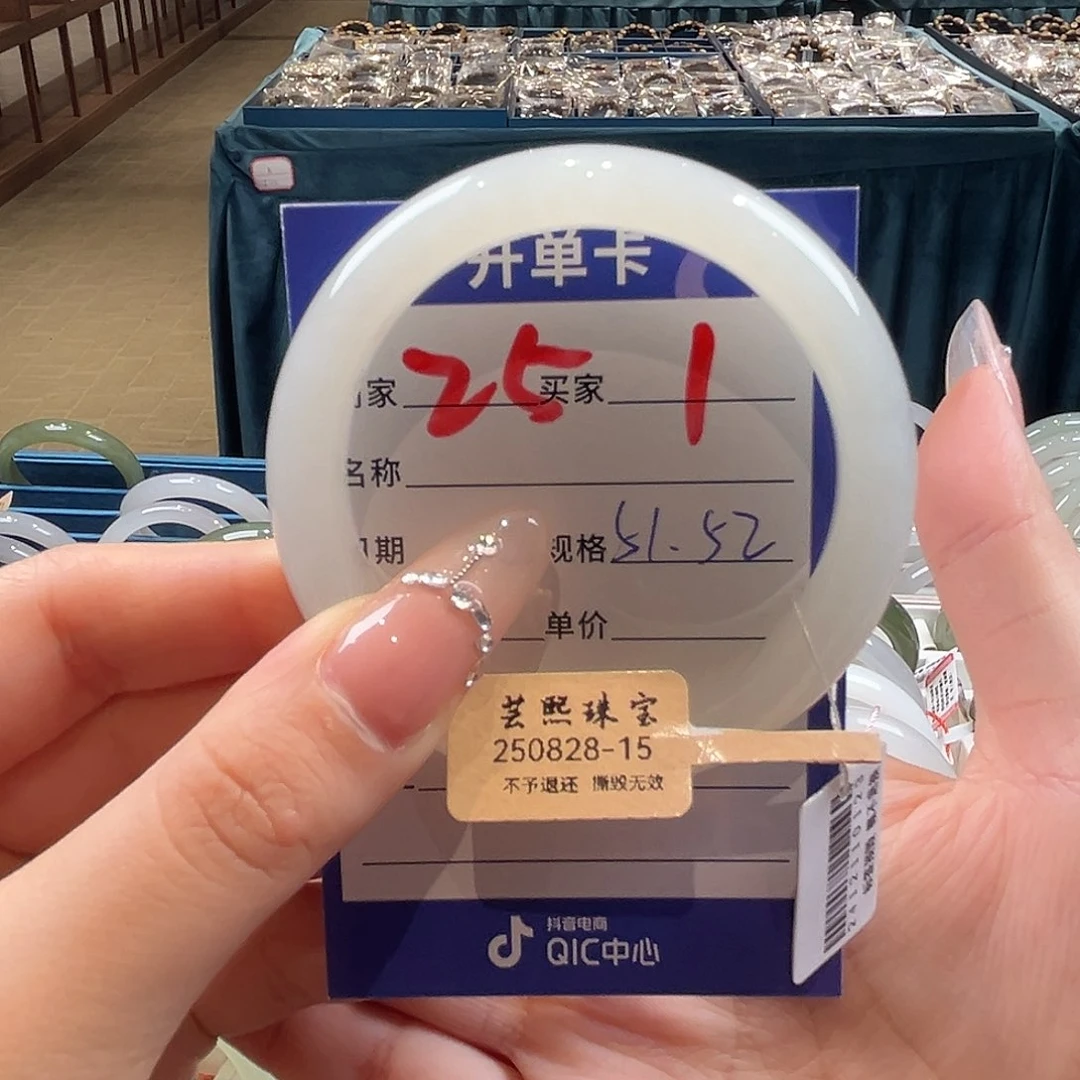 开单卡
家 25 买家 1
名称
期 规格 51.52
单价
芸熙珠宝
250828-15
不予退还 撕毁无效
抖音电商
QIC中心